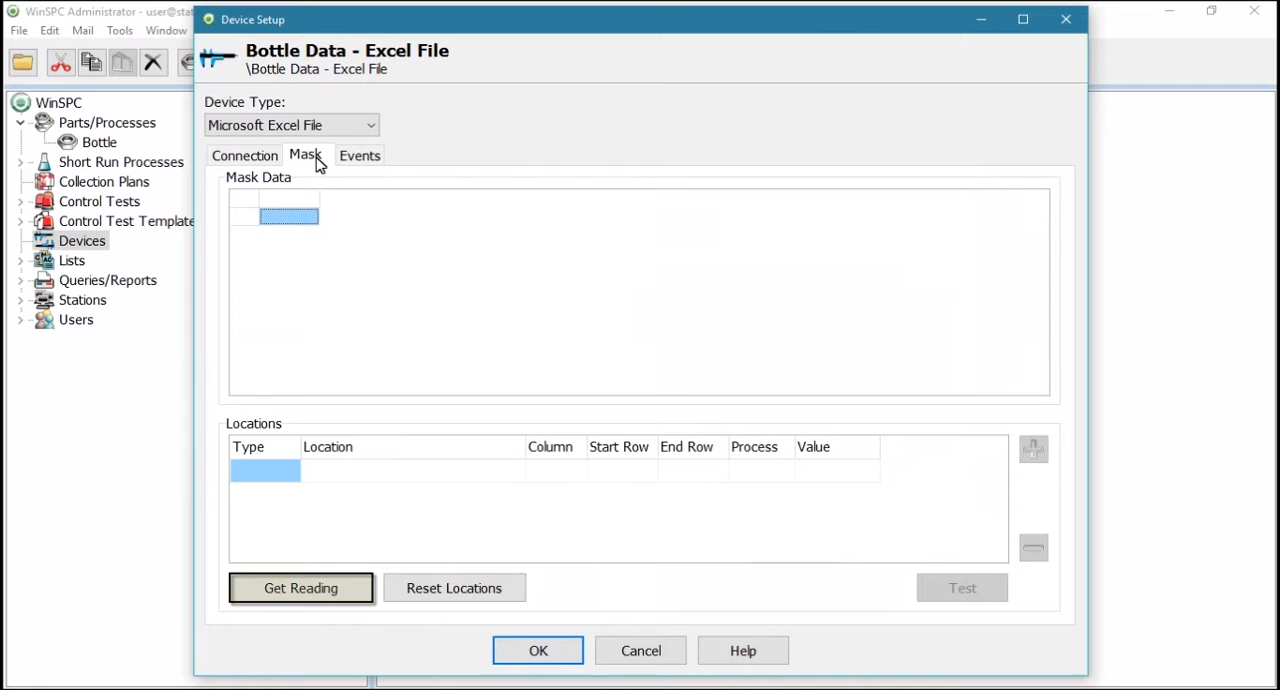 WinSPC Administrator - user@stat
File Edit Mail Tools Window
Device Setup
Bottle Data - Excel File
\Bottle Data - Excel File
WinSPC
Parts/Processes
Bottle
Short Run Processes
Collection Plans
Control Tests
Control Test Template
Devices
Lists
Queries/Reports
Stations
Users
Device Type:
Microsoft Excel File
Connection Mask Events
Mask Data
Locations
Type Location Column Start Row End Row Process Value
Get Reading Reset Locations Test
OK Cancel Help